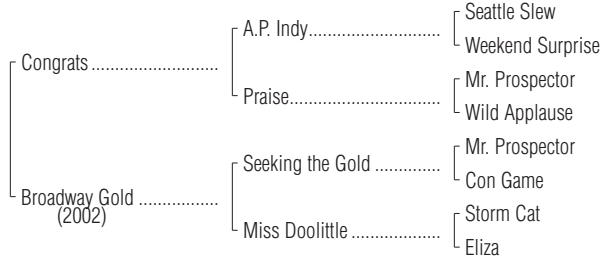 Seattle Slew
A.P. Indy..............................
Weekend Surprise
Congrats.............................
Mr. Prospector
Praise...................................
Wild Applause
Mr. Prospector
Seeking the Gold ...............
Con Game
Broadway Gold ..................
(2002)
Storm Cat
Miss Doolittle ....................
Eliza